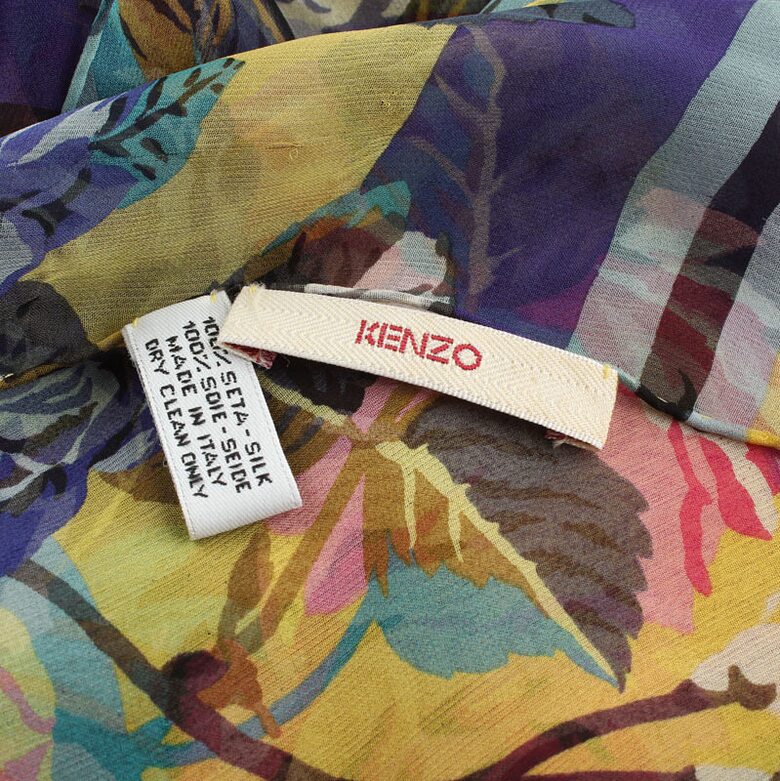 KENZO
100% SETA - SILK
100% SOIE - SEIDE
MADE IN ITALY
DRY CLEAN ONLY